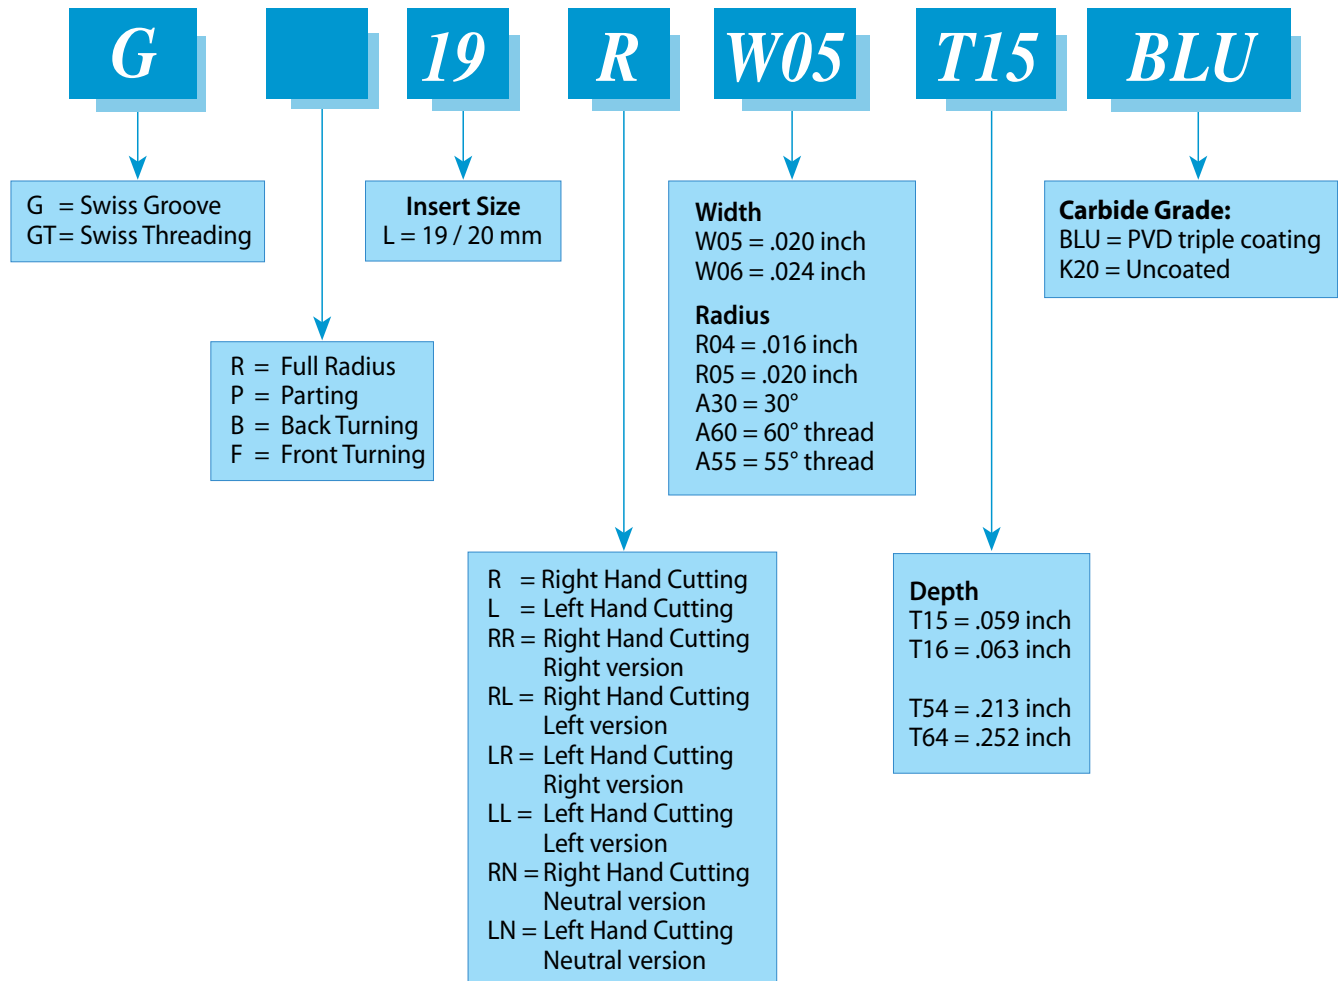 G 19 R W05 T15 BLU
G = Swiss Groove
GT = Swiss Threading
R = Full Radius
P = Parting
B = Back Turning
F = Front Turning
Insert Size
L = 19 / 20 mm
R = Right Hand Cutting
L = Left Hand Cutting
RR = Right Hand Cutting
Right version
RL = Right Hand Cutting
Left version
LR = Left Hand Cutting
Right version
LL = Left Hand Cutting
Left version
RN = Right Hand Cutting
Neutral version
LN = Left Hand Cutting
Neutral version
Width
W05 = .020 inch
W06 = .024 inch
Radius
R04 = .016 inch
R05 = .020 inch
A30 = 30°
A60 = 60° thread
A55 = 55° thread
Depth
T15 = .059 inch
T16 = .063 inch
T54 = .213 inch
T64 = .252 inch
Carbide Grade:
BLU = PVD triple coating
K20 = Uncoated